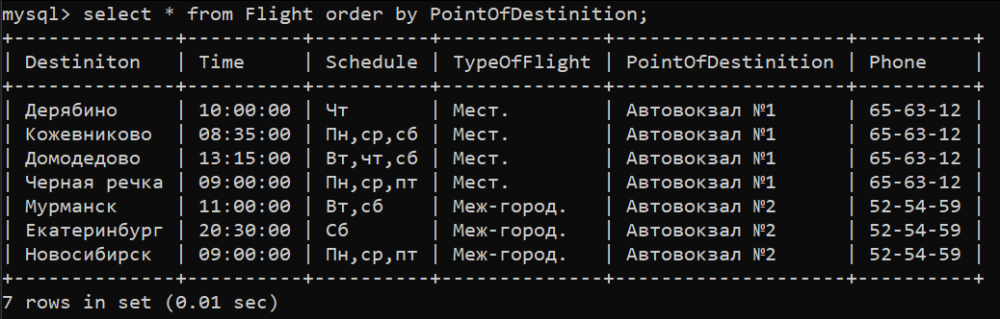 mysql> select * from Flight order by PointOfDestinition;
+--------------+----------+-----------+--------------+--------------------+----------+
| Destiniton   | Time     | Schedule  | TypeOfFlight | PointOfDestinition | Phone    |
+--------------+----------+-----------+--------------+--------------------+----------+
| Дерябино     | 10:00:00 | Чт        | Мест.        | Автовокзал №1      | 65-63-12 |
| Кожевниково  | 08:35:00 | Пн,ср,сб  | Мест.        | Автовокзал №1      | 65-63-12 |
| Домодедово   | 13:15:00 | Вт,чт,сб  | Мест.        | Автовокзал №1      | 65-63-12 |
| Черная речка | 09:00:00 | Пн,ср,пт  | Мест.        | Автовокзал №1      | 65-63-12 |
| Мурманск     | 11:00:00 | Вт,сб     | Меж-город.   | Автовокзал №2      | 52-54-59 |
| Екатеринбург | 20:30:00 | Сб        | Меж-город.   | Автовокзал №2      | 52-54-59 |
| Новосибирск  | 09:00:00 | Пн,ср,пт  | Меж-город.   | Автовокзал №2      | 52-54-59 |
+--------------+----------+-----------+--------------+--------------------+----------+
7 rows in set (0.01 sec)